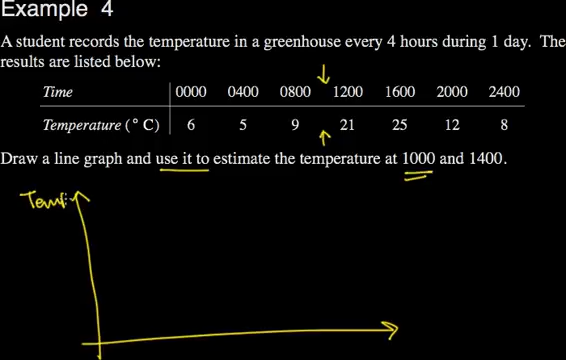 Example 4
A student records the temperature in a greenhouse every 4 hours during 1 day. The
results are listed below:
Time 0000 0400 0800 1200 1600 2000 2400
Temperature (° C) 6 5 9 21 25 12 8
Draw a line graph and use it to estimate the temperature at 1000 and 1400.
Temp